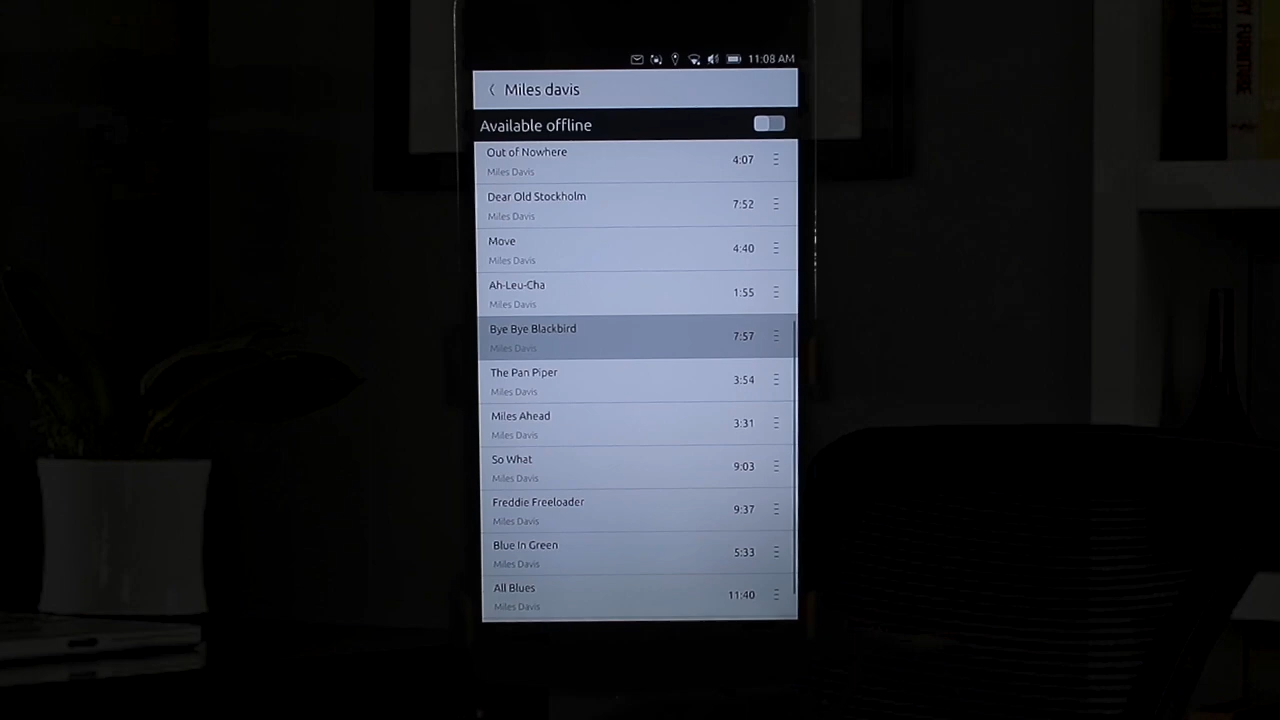 11:08 AM
Miles davis
Available offline
Out of Nowhere 4:07
Miles Davis
Dear Old Stockholm 7:52
Miles Davis
Move 4:40
Miles Davis
Ah-Leu-Cha 1:55
Miles Davis
Bye Bye Blackbird 7:57
Miles Davis
The Pan Piper 3:54
Miles Davis
Miles Ahead 3:31
Miles Davis
So What 9:03
Miles Davis
Freddie Freeloader 9:37
Miles Davis
Blue In Green 5:33
Miles Davis
All Blues 11:40
Miles Davis
FURNITURE